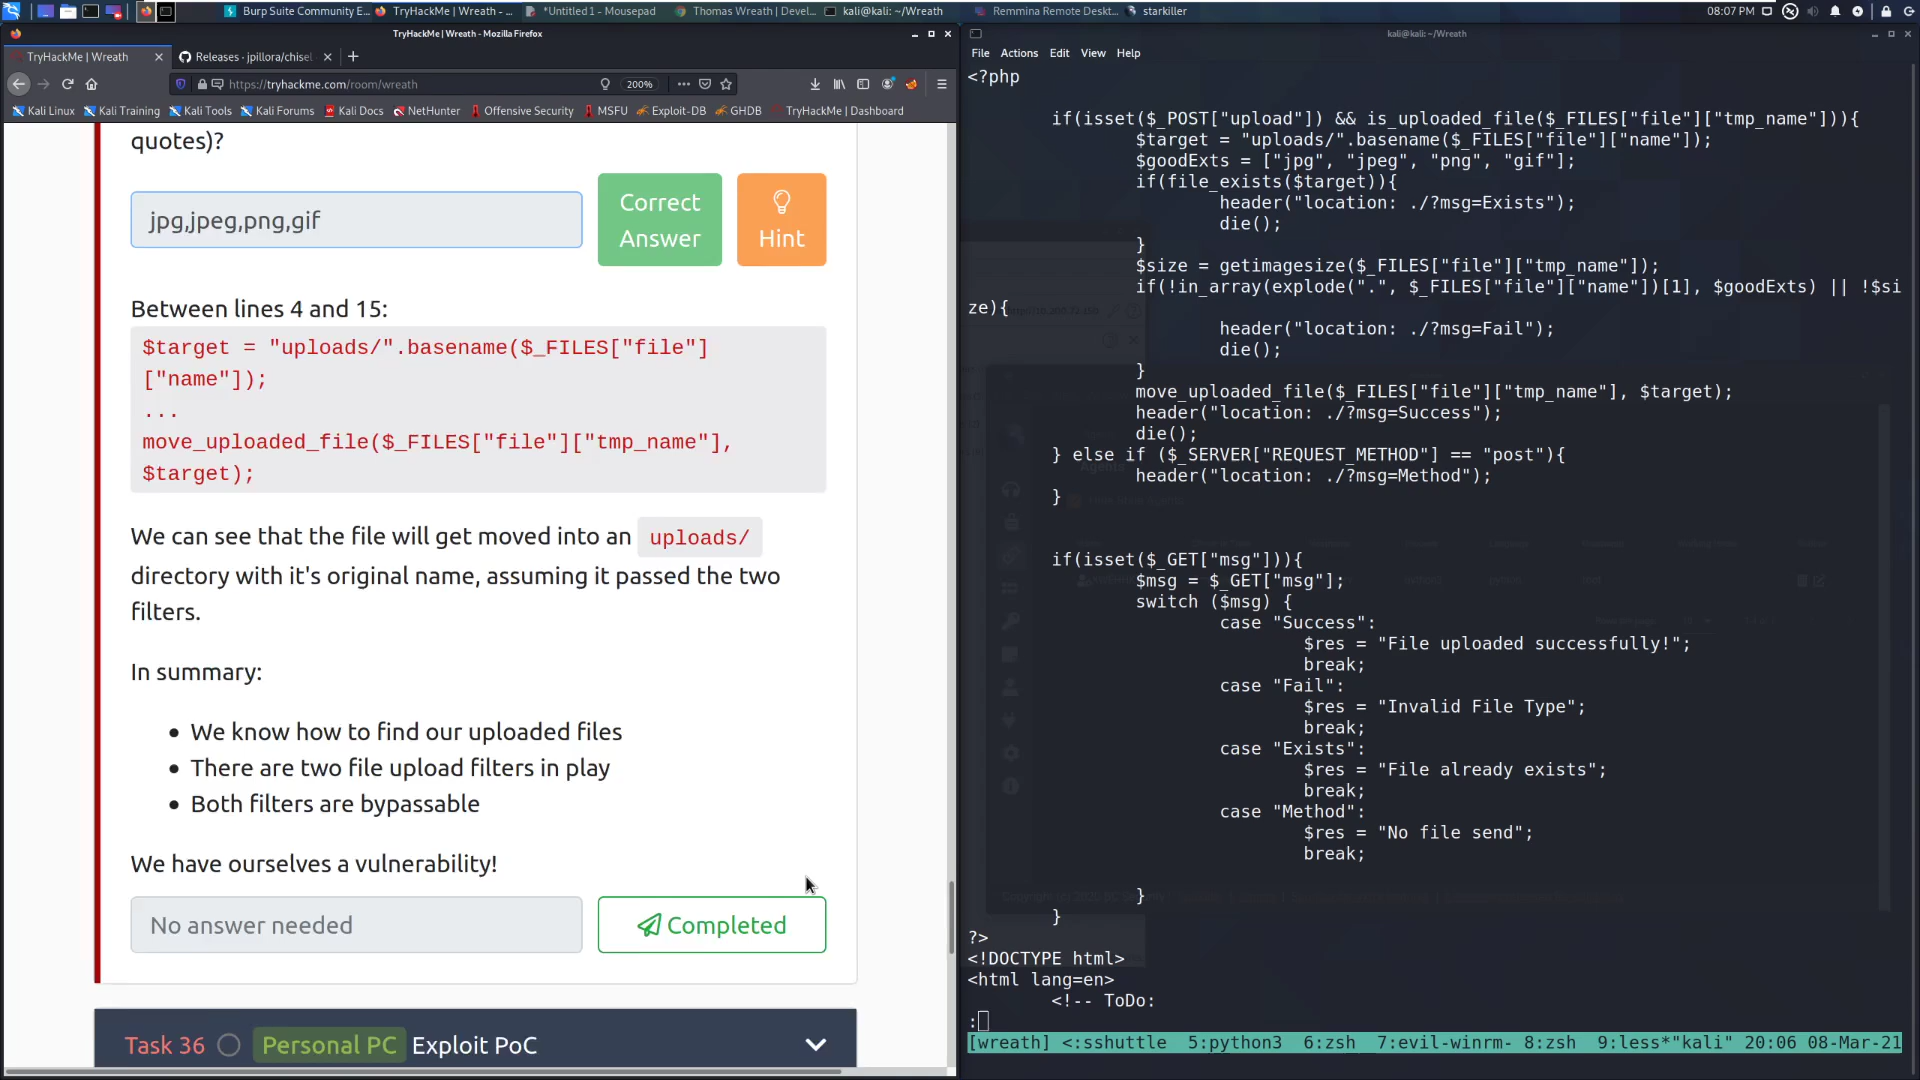 08:07 PM
Burp Suite Community E...
TryHackMe | Wreath - ...
*Untitled 1 - Mousepad
Thomas Wreath | Devel...
kali@kali: ~/Wreath
Remmina Remote Deskt...
starkiller
TryHackMe | Wreath - Mozilla Firefox
TryHackMe | Wreath
Releases · jpillora/chisel
https://tryhackme.com/room/wreath
200%
Kali Linux
Kali Training
Kali Tools
Kali Forums
Kali Docs
NetHunter
Offensive Security
MSFU
Exploit-DB
GHDB
TryHackMe | Dashboard
quotes)?
jpg,jpeg,png,gif
Correct
Answer
Hint
Between lines 4 and 15:
$target = "uploads/".basename($_FILES["file"]
["name"]);
...
move_uploaded_file($_FILES["file"]["tmp_name"],
$target);
We can see that the file will get moved into an uploads/
directory with it's original name, assuming it passed the two
filters.
In summary:
We know how to find our uploaded files
There are two file upload filters in play
Both filters are bypassable
We have ourselves a vulnerability!
No answer needed
Completed
Task 36
Personal PC
Exploit PoC
kali@kali: ~/Wreath
File Actions Edit View Help
<?php
if(isset($_POST["upload"]) && is_uploaded_file($_FILES["file"]["tmp_name"])){
$target = "uploads/".basename($_FILES["file"]["name"]);
$goodExts = ["jpg", "jpeg", "png", "gif"];
if(file_exists($target)){
header("location: ./?msg=Exists");
die();
}
$size = getimagesize($_FILES["file"]["tmp_name"]);
if(!in_array(explode(".", $_FILES["file"]["name"])[1], $goodExts) || !$si
ze){
header("location: ./?msg=Fail");
die();
}
move_uploaded_file($_FILES["file"]["tmp_name"], $target);
header("location: ./?msg=Success");
die();
} else if ($_SERVER["REQUEST_METHOD"] == "post"){
header("location: ./?msg=Method");
}
if(isset($_GET["msg"])){
$msg = $_GET["msg"];
switch ($msg) {
case "Success":
$res = "File uploaded successfully!";
break;
case "Fail":
$res = "Invalid File Type";
break;
case "Exists":
$res = "File already exists";
break;
case "Method":
$res = "No file send";
break;
}
}
?>
<!DOCTYPE html>
<html lang=en>
<!-- ToDo:
:
[wreath] <:sshuttle 5:python3 6:zsh 7:evil-winrm- 8:zsh 9:less*"kali" 20:06 08-Mar-21